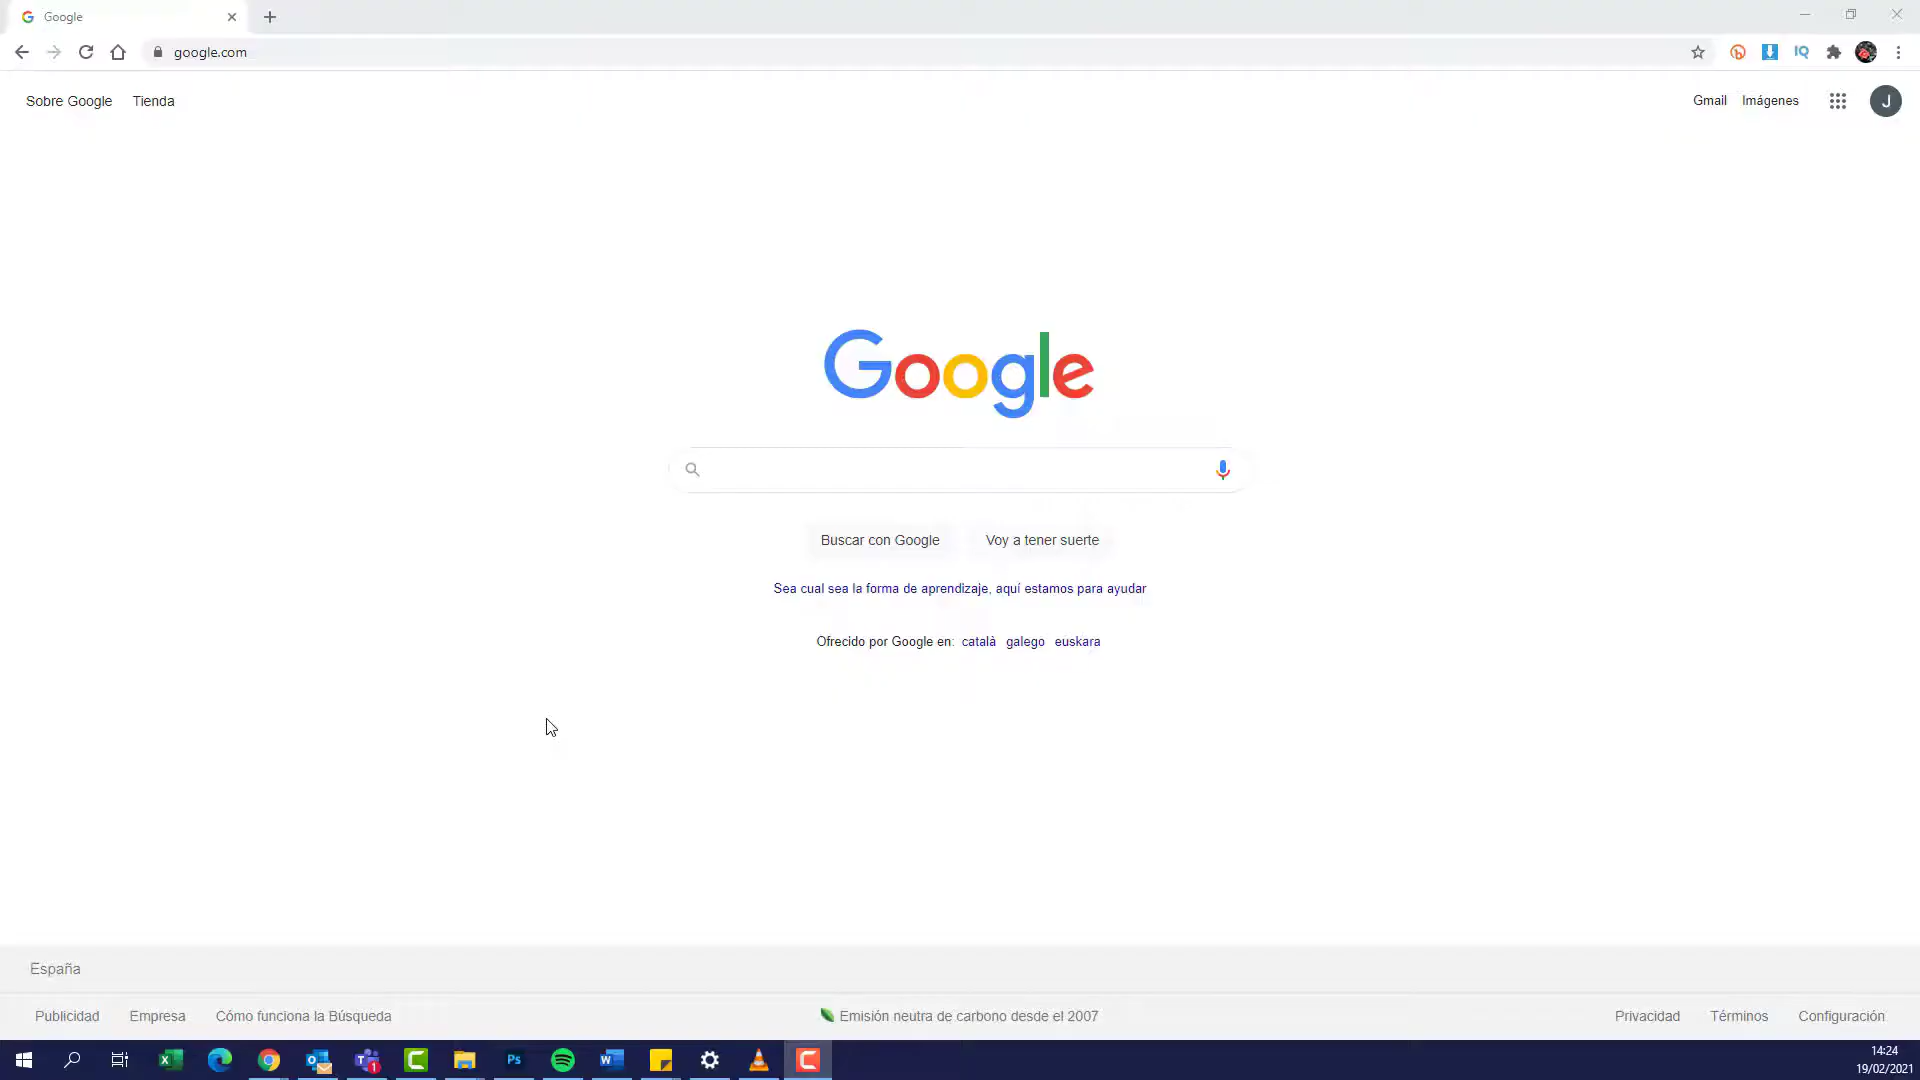 Google
google.com
Sobre Google Tienda
Gmail Imágenes J
Google
Buscar con Google Voy a tener suerte
Sea cual sea la forma de aprendizaje, aquí estamos para ayudar
Ofrecido por Google en: català galego euskara
España
Publicidad Empresa Cómo funciona la Búsqueda Emisión neutra de carbono desde el 2007 Privacidad Términos Configuración
14:24
19/02/2021